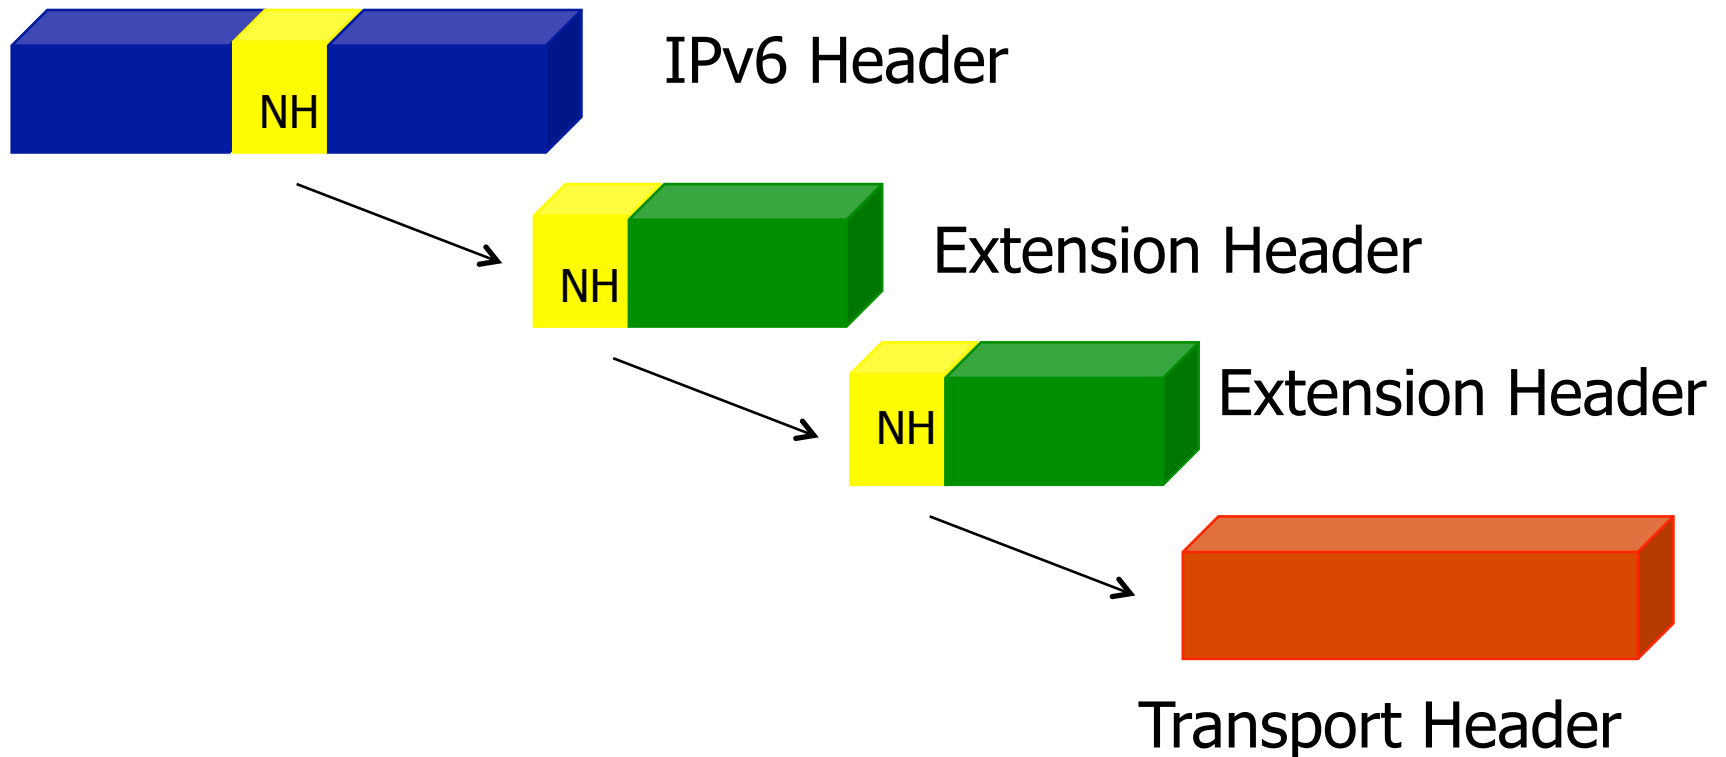 IPv6 Header
NH
Extension Header
NH
Extension Header
NH
Transport Header